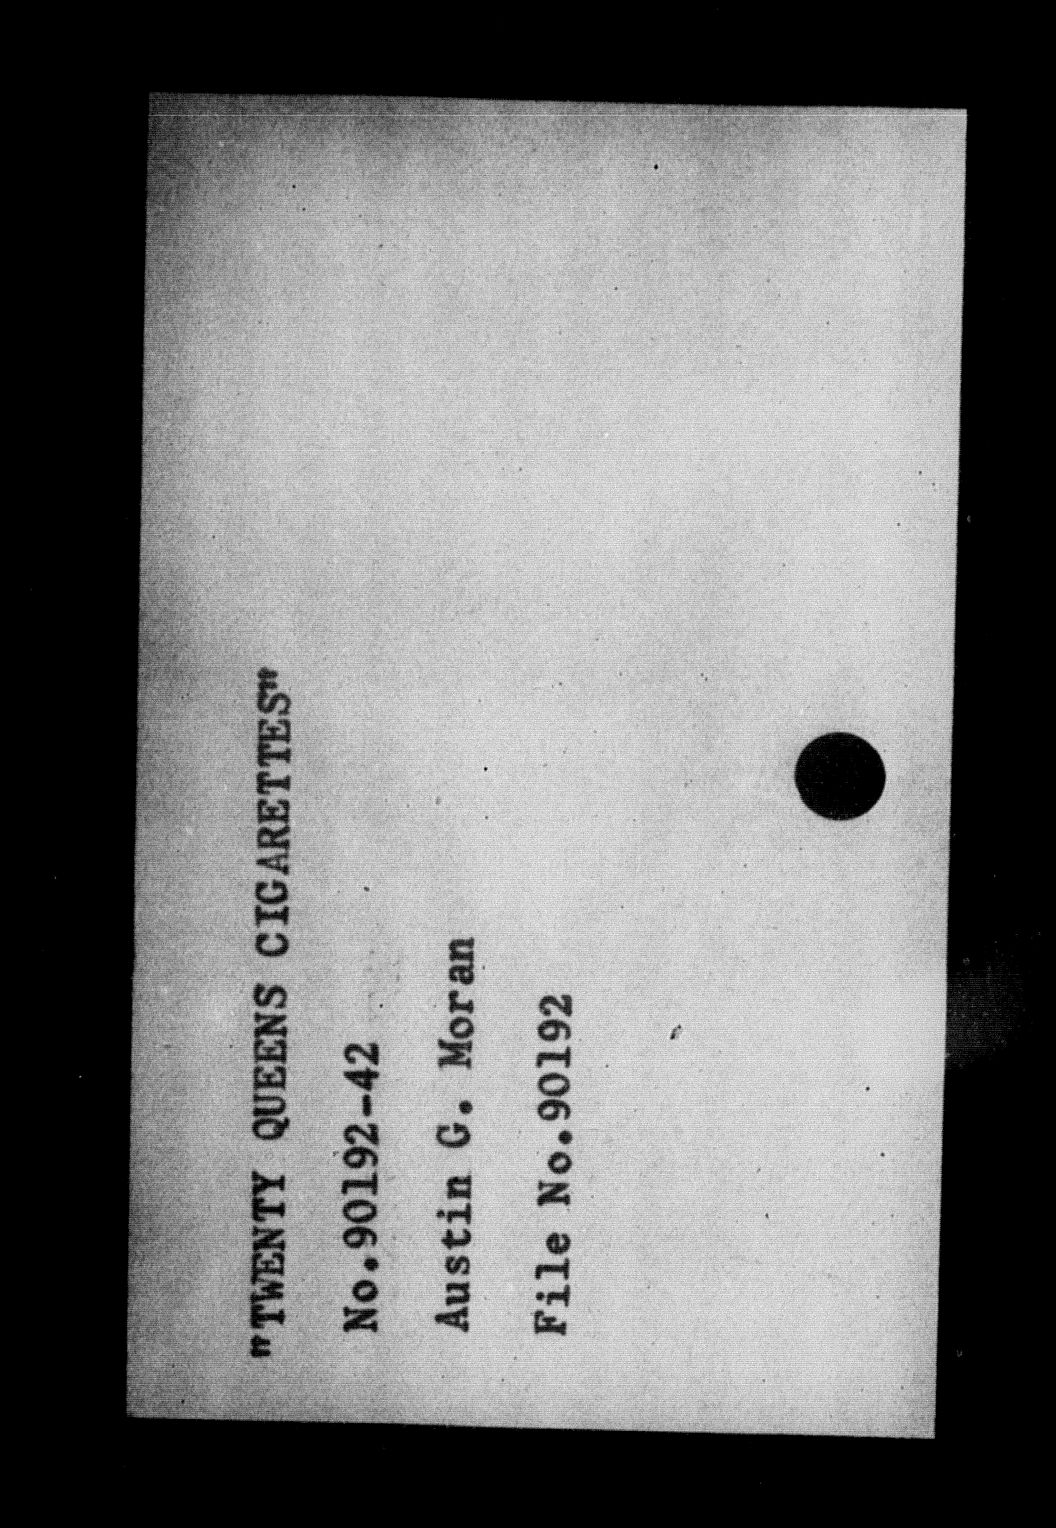 "TWENTY QUEENS CIGARETTES"
No.90192-42
Austin G. Moran
File No.90192